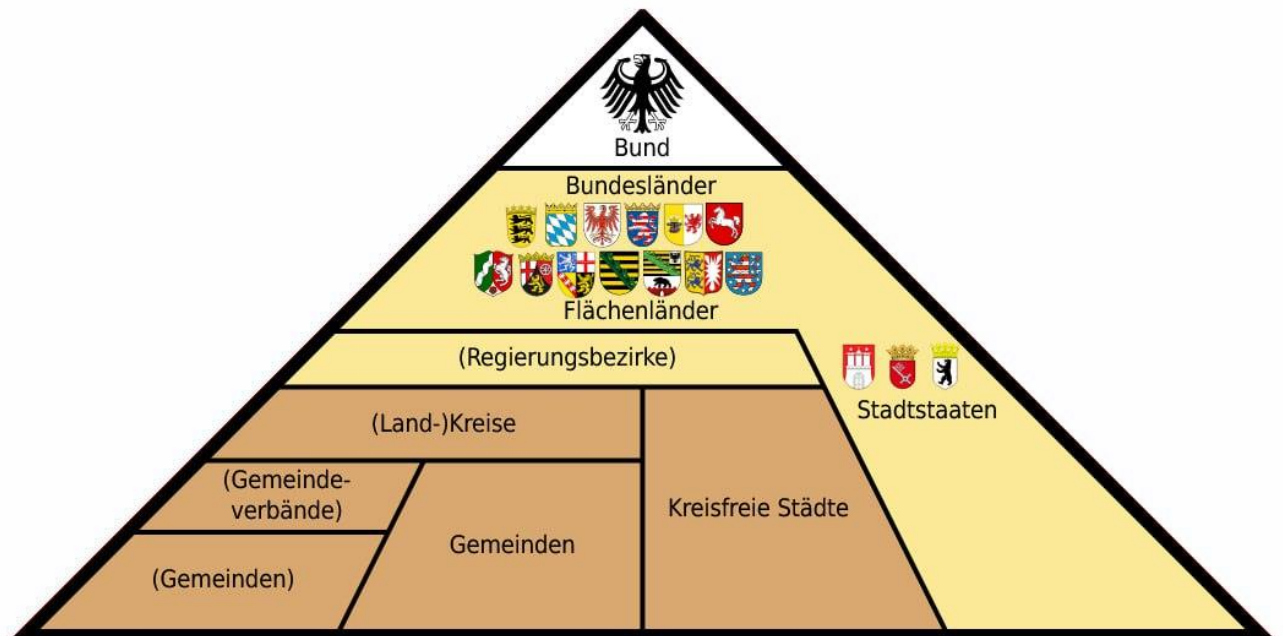 Bund
Bundesländer
Flächenländer
(Regierungsbezirke)
Stadtstaaten
(Land-)Kreise
(Gemeinde-
verbände)
Kreisfreie Städte
Gemeinden
(Gemeinden)